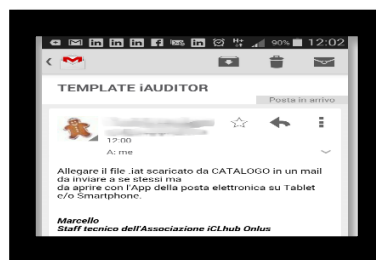 90% 12:02
TEMPLATE iAUDITOR
Posta in arrivo
12:00
A: me
Allegare il file .iat scaricato da CATALOGO in un mail
da inviare a se stessi ma
da aprire con l'App della posta elettronica su Tablet
e/o Smartphone.
Marcello
Staff tecnico dell'Associazione iCLhub Onlus